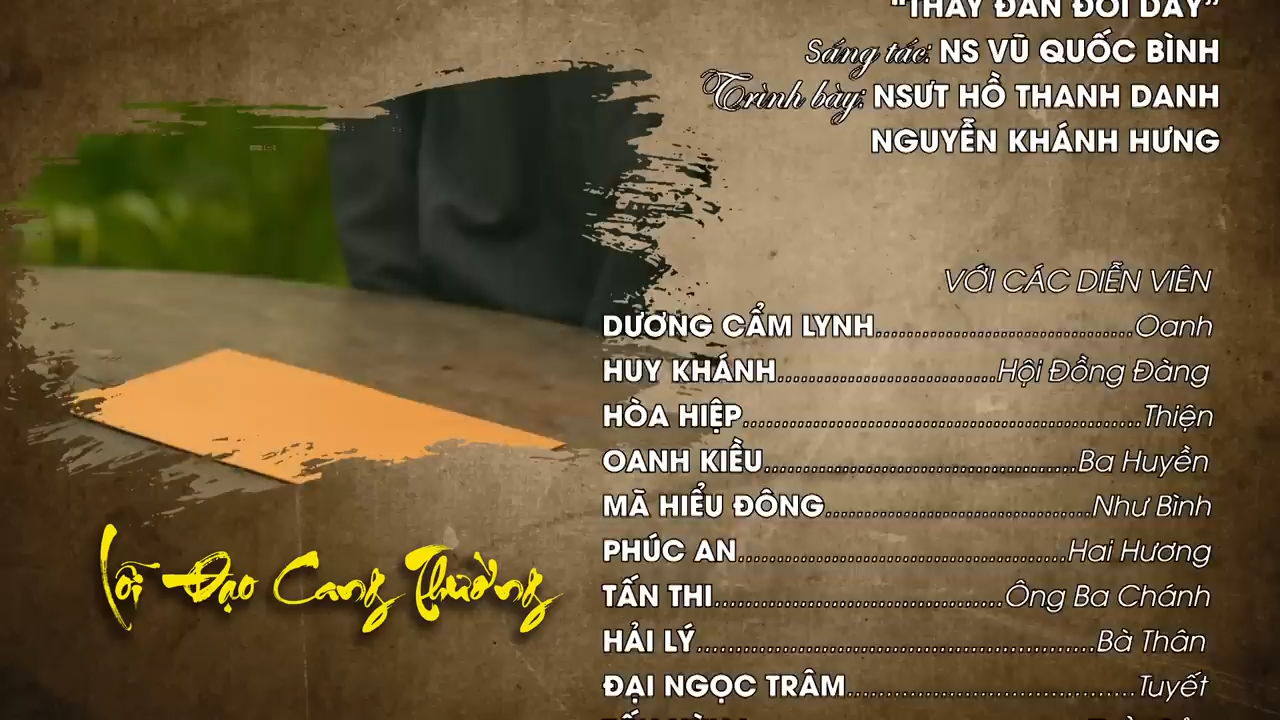 “THAY ĐÀN ĐỔI DÂY”
Sáng tác: NS VŨ QUỐC BÌNH
Trình bày: NSƯT HỒ THANH DANH
NGUYỄN KHÁNH HƯNG
VỚI CÁC DIỄN VIÊN
DƯƠNG CẨM LYNH.................................Oanh
HUY KHÁNH............................Hội Đồng Đàng
HÒA HIỆP...................................................Thiện
OANH KIỀU........................................Ba Huyền
MÃ HIỂU ĐÔNG..................................Như Bình
PHÚC AN..........................................Hai Hương
TẤN THI.....................................Ông Ba Chánh
HẢI LÝ...................................................Bà Thân
ĐẠI NGỌC TRÂM.....................................Tuyết
Lỗi Đạo Cang Thường